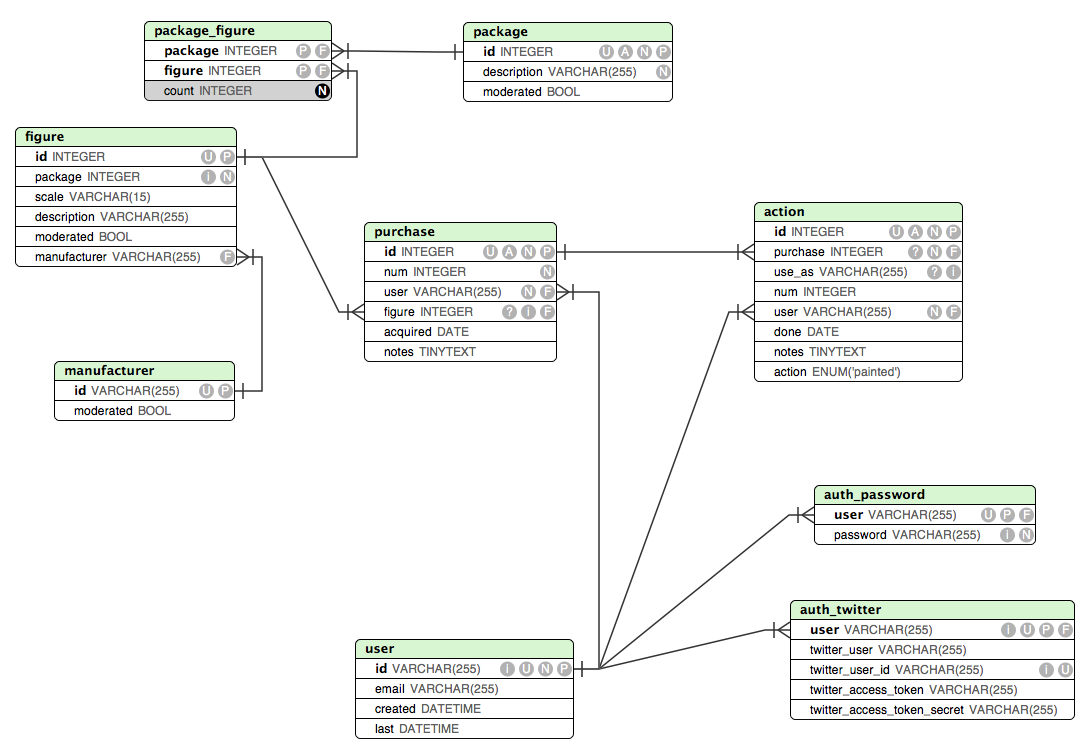 package_figure
package INTEGER P F
figure INTEGER P F
count INTEGER N
package
id INTEGER U A N P
description VARCHAR(255) N
moderated BOOL
figure
id INTEGER U P
package INTEGER i N
scale VARCHAR(15)
description VARCHAR(255)
moderated BOOL
manufacturer VARCHAR(255) F
purchase
id INTEGER U A N P
num INTEGER N
user VARCHAR(255) N F
figure INTEGER ? i F
acquired DATE
notes TINYTEXT
action
id INTEGER U A N P
purchase INTEGER ? N F
use_as VARCHAR(255) ? i
num INTEGER
user VARCHAR(255) N F
done DATE
notes TINYTEXT
action ENUM('painted')
manufacturer
id VARCHAR(255) U P
moderated BOOL
auth_password
user VARCHAR(255) U P F
password VARCHAR(255) i N
auth_twitter
user VARCHAR(255) i U P F
twitter_user VARCHAR(255)
twitter_user_id VARCHAR(255) i U
twitter_access_token VARCHAR(255)
twitter_access_token_secret VARCHAR(255)
user
id VARCHAR(255) i U N P
email VARCHAR(255)
created DATETIME
last DATETIME